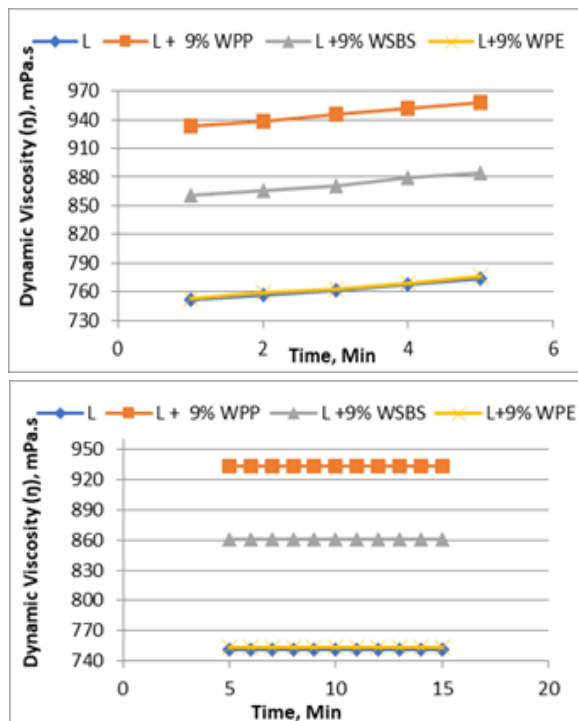 L L + 9% WPP L +9% WSBS L+9% WPE
Dynamic Viscosity (η), mPa.s
970
940
910
880
850
820
790
760
730
0 2 4 6
Time, Min
L L + 9% WPP L +9% WSBS L+9% WPE
Dynamic Viscosity (η), mPa.s
950
920
890
860
830
800
770
740
0 5 10 15 20
Time, Min